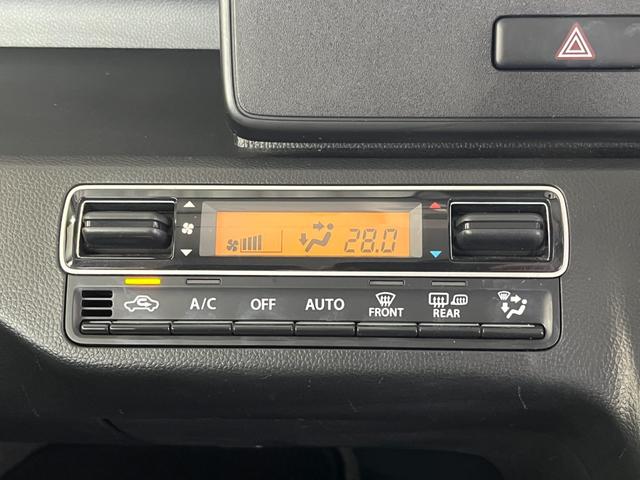 28.0
A/C OFF AUTO FRONT REAR